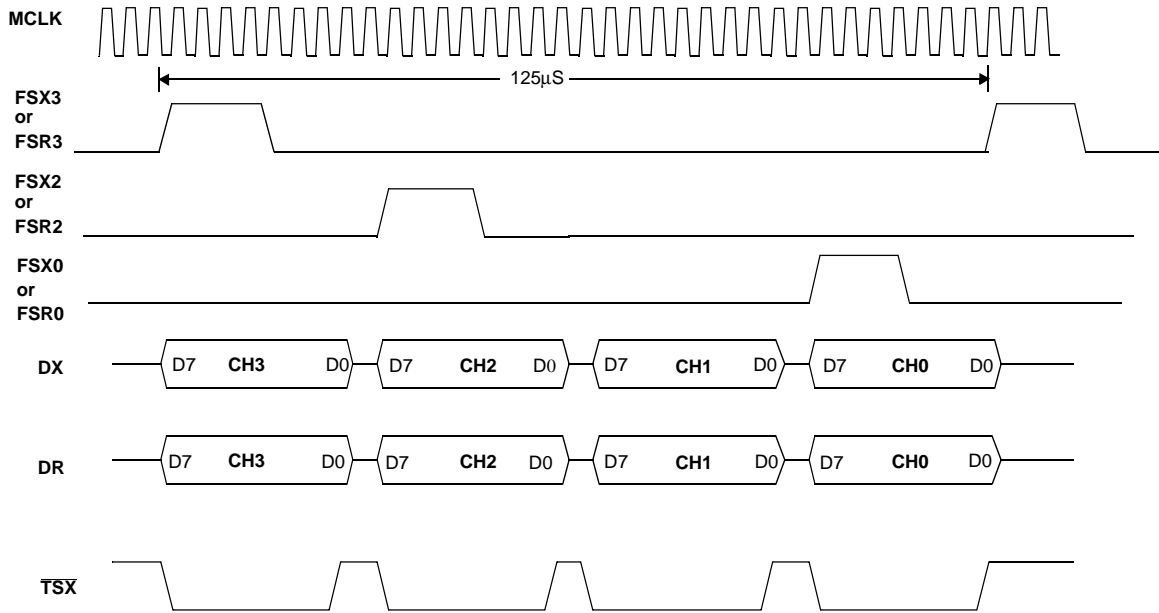 MCLK
125μS
FSX3
or
FSR3
FSX2
or
FSR2
FSX0
or
FSR0
DX D7 CH3 D0 D7 CH2 D0 D7 CH1 D0 D7 CH0 D0
DR D7 CH3 D0 D7 CH2 D0 D7 CH1 D0 D7 CH0 D0
TSX